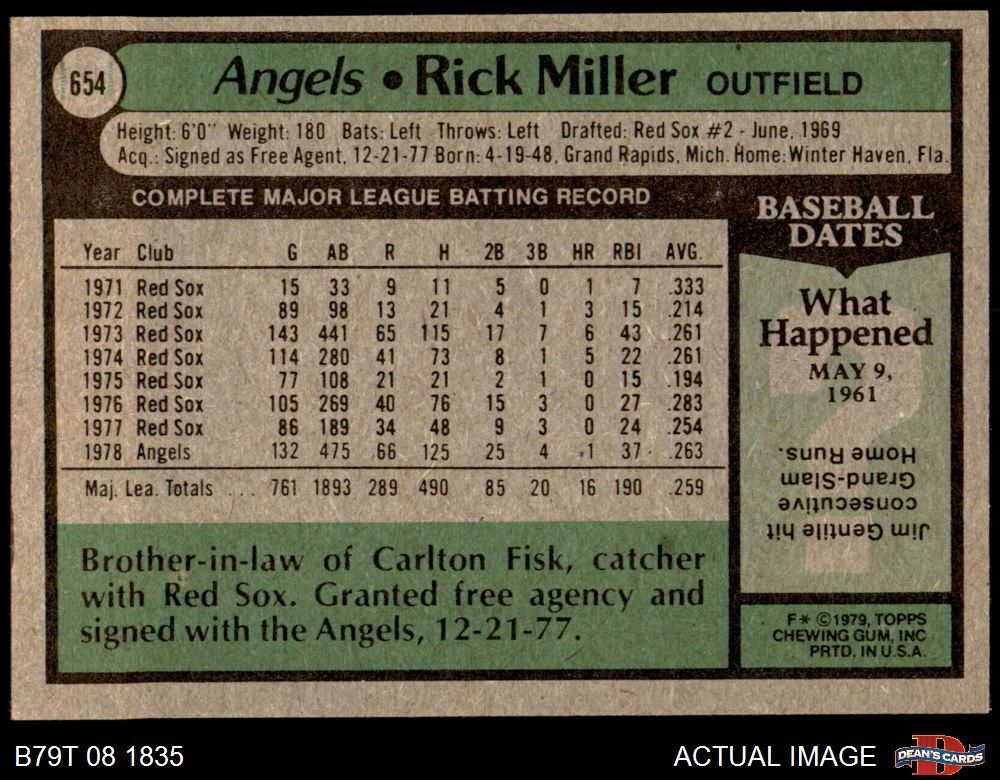 654
Angels • Rick Miller OUTFIELD
Height: 6'0" Weight: 180 Bats: Left Throws: Left Drafted: Red Sox #2 - June, 1969
Acq.: Signed as Free Agent, 12-21-77 Born: 4-19-48, Grand Rapids, Mich. Home: Winter Haven, Fla.
COMPLETE MAJOR LEAGUE BATTING RECORD
Year Club G AB R H 2B 3B HR RBI AVG.
1971 Red Sox 15 33 9 11 5 0 1 7 .333
1972 Red Sox 89 98 13 21 4 1 3 15 .214
1973 Red Sox 143 441 65 115 17 7 6 43 .261
1974 Red Sox 114 280 41 73 8 1 5 22 .261
1975 Red Sox 77 108 21 21 2 1 0 15 .194
1976 Red Sox 105 269 40 76 15 3 0 27 .283
1977 Red Sox 86 189 34 48 9 3 0 24 .254
1978 Angels 132 475 66 125 25 4 1 37 .263
Maj. Lea. Totals ... 761 1893 289 490 85 20 16 190 .259
Brother-in-law of Carlton Fisk, catcher
with Red Sox. Granted free agency and
signed with the Angels, 12-21-77.
BASEBALL
DATES
What
Happened
MAY 9,
1961
Jim Gentile hit
consecutive
Grand-Slam
Home Runs.
F* ©1979, TOPPS
CHEWING GUM, INC
PRTD. IN U.S.A.
B79T 08 1835
ACTUAL IMAGE
DEAN'S CARDS